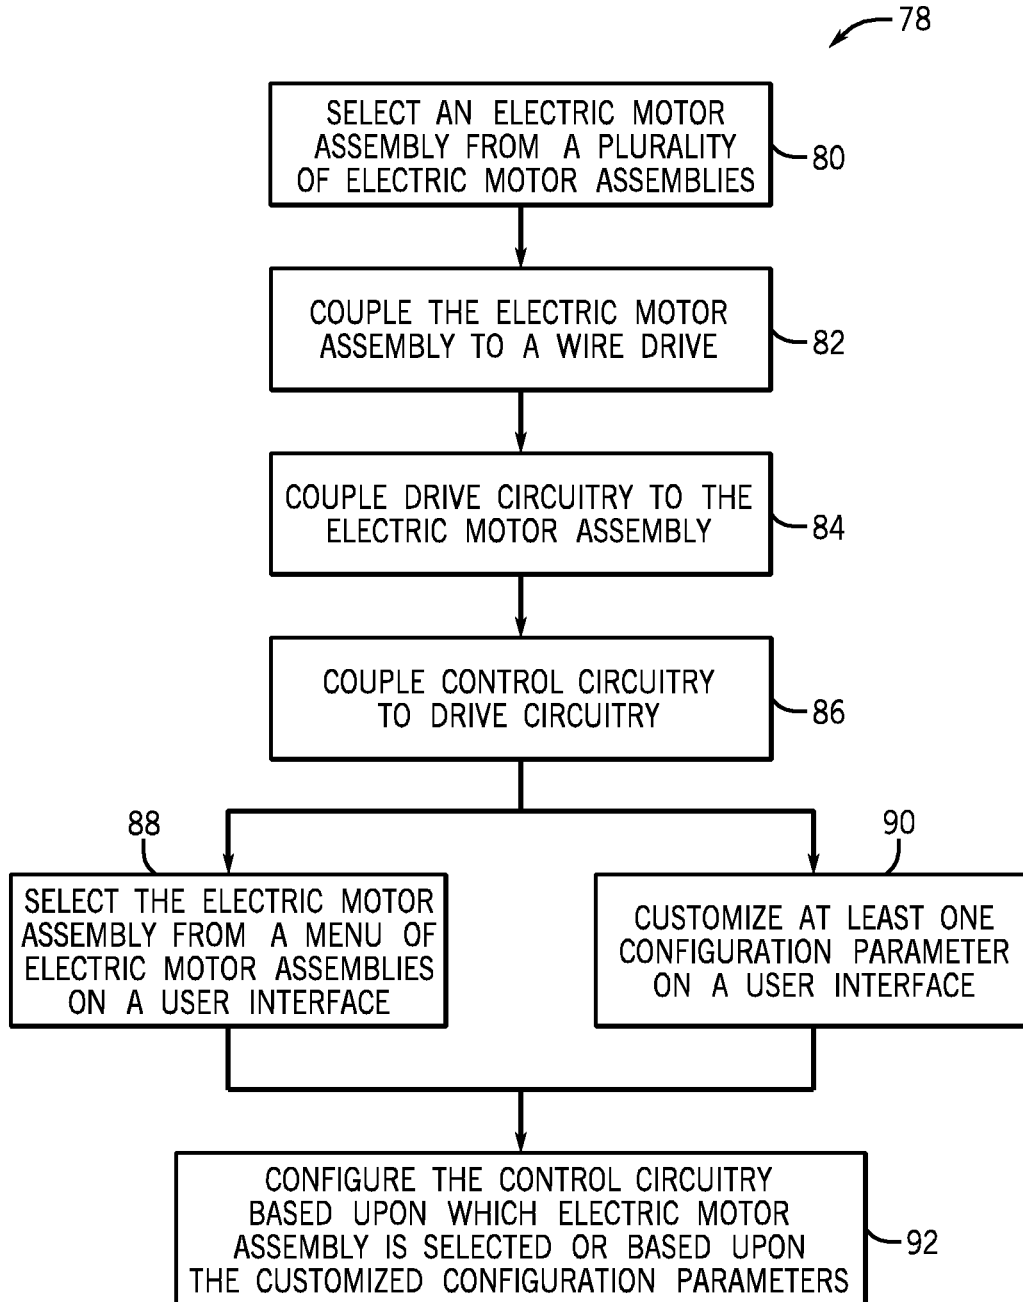 78
SELECT AN ELECTRIC MOTOR
ASSEMBLY FROM A PLURALITY
OF ELECTRIC MOTOR ASSEMBLIES
80
COUPLE THE ELECTRIC MOTOR
ASSEMBLY TO A WIRE DRIVE
82
COUPLE DRIVE CIRCUITRY TO THE
ELECTRIC MOTOR ASSEMBLY
84
COUPLE CONTROL CIRCUITRY
TO DRIVE CIRCUITRY
86
88
SELECT THE ELECTRIC MOTOR
ASSEMBLY FROM A MENU OF
ELECTRIC MOTOR ASSEMBLIES
ON A USER INTERFACE
90
CUSTOMIZE AT LEAST ONE
CONFIGURATION PARAMETER
ON A USER INTERFACE
CONFIGURE THE CONTROL CIRCUITRY
BASED UPON WHICH ELECTRIC MOTOR
ASSEMBLY IS SELECTED OR BASED UPON
THE CUSTOMIZED CONFIGURATION PARAMETERS
92